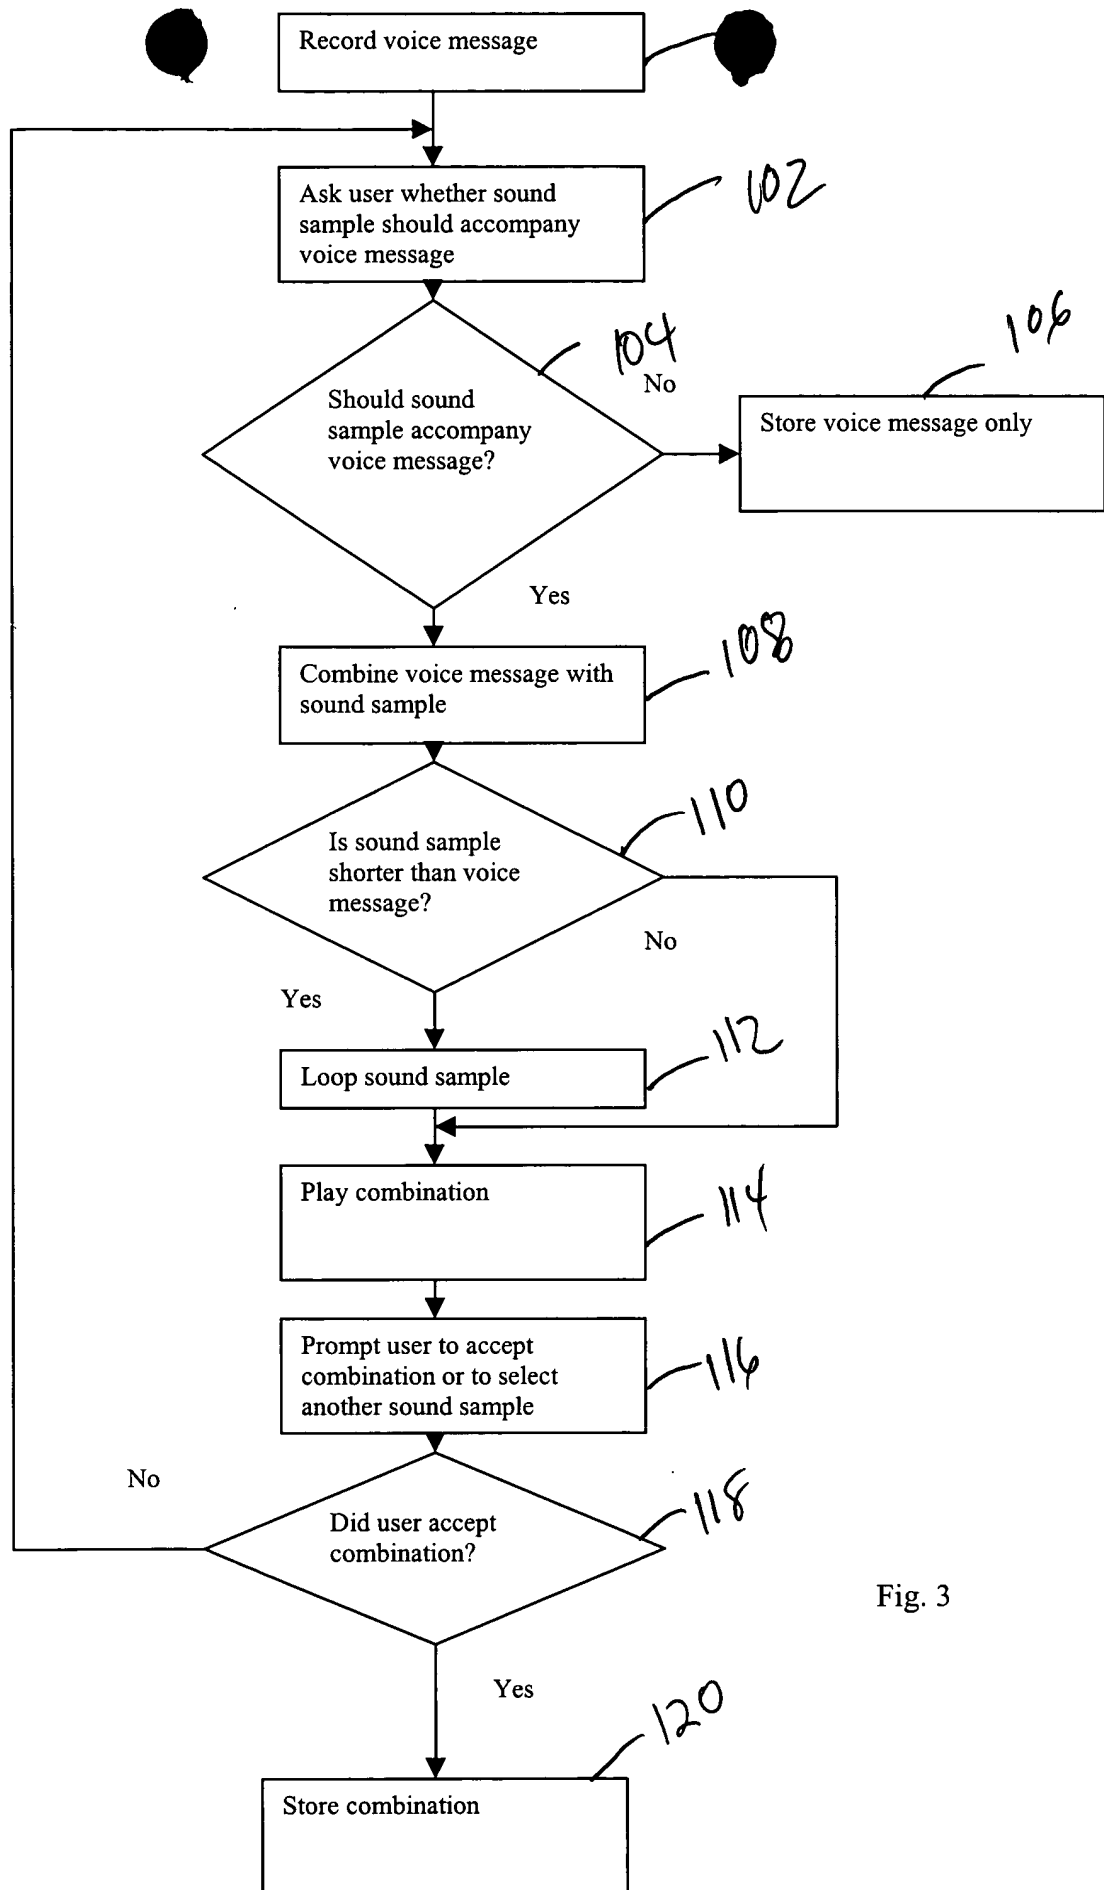 Record voice message
Ask user whether sound
sample should accompany
voice message
102
104
No
106
Should sound
sample accompany
voice message?
Store voice message only
Yes
Combine voice message with
sound sample
108
110
Is sound sample
shorter than voice
message?
No
Yes
Loop sound sample
112
Play combination
114
Prompt user to accept
combination or to select
another sound sample
116
No
Did user accept
combination?
118
Fig. 3
Yes
120
Store combination